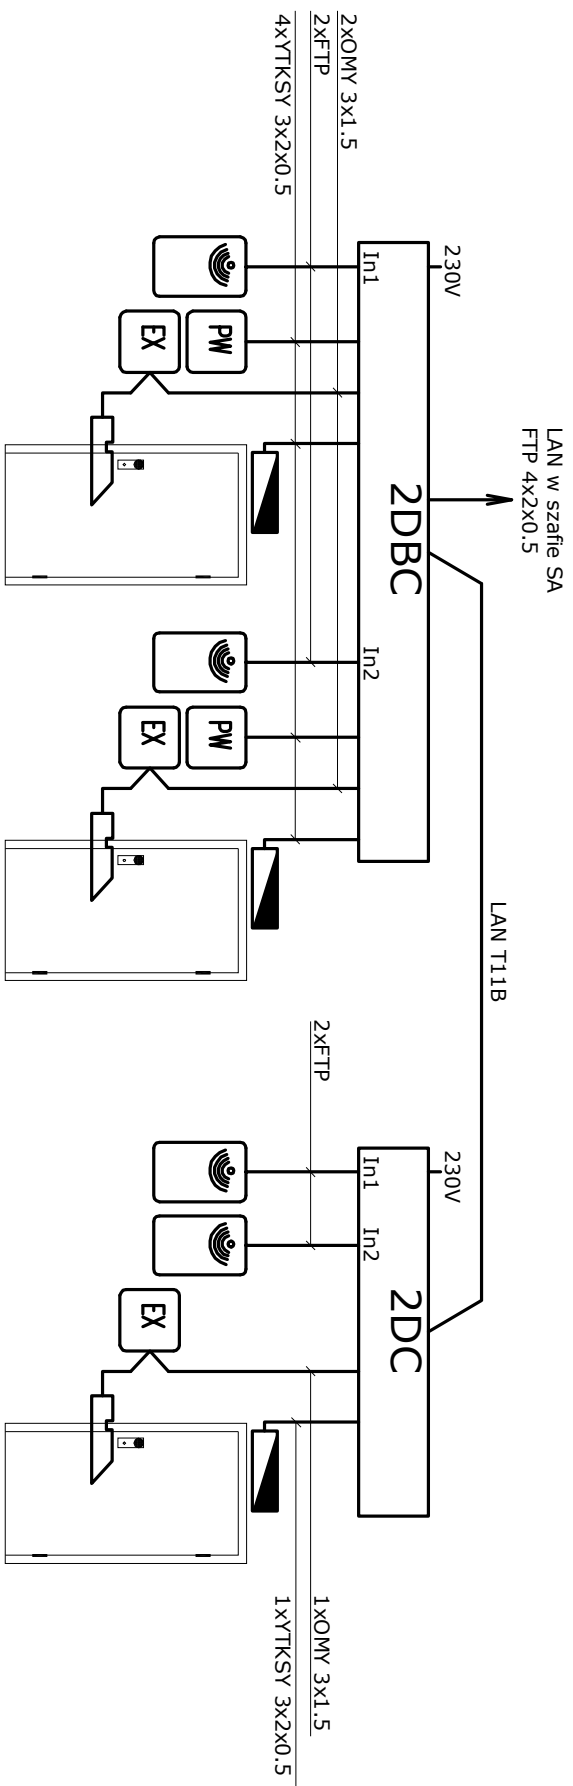 LAN w szafie SA
FTP 4x2x0.5
2xOMY 3x1.5
2xFTP
4xYTKSY 3x2x0.5
230V
2DBC
In1
In2
PW
EX
PW
EX
LAN T11B
2xFTP
230V
2DC
In1
In2
EX
1xOMY 3x1.5
1xYTKSY 3x2x0.5